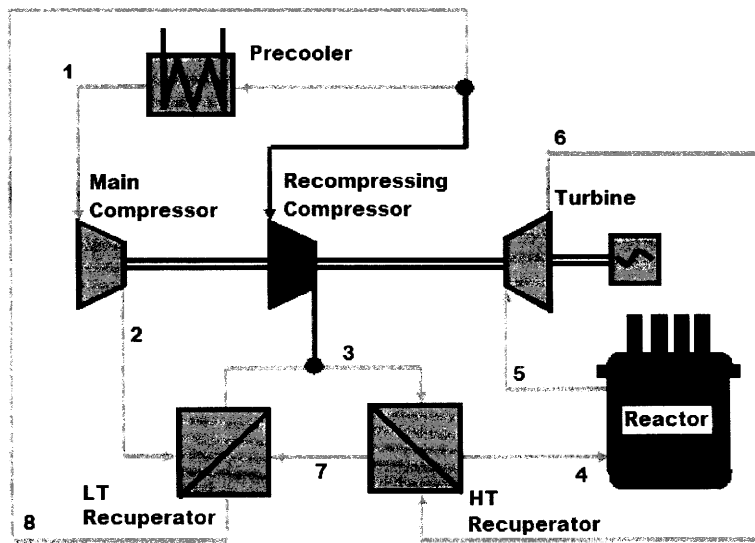 Precooler
1
6
Main
Compressor
Recompressing
Compressor
Turbine
2
3
5
Reactor
7
4
LT
Recuperator
HT
Recuperator
8